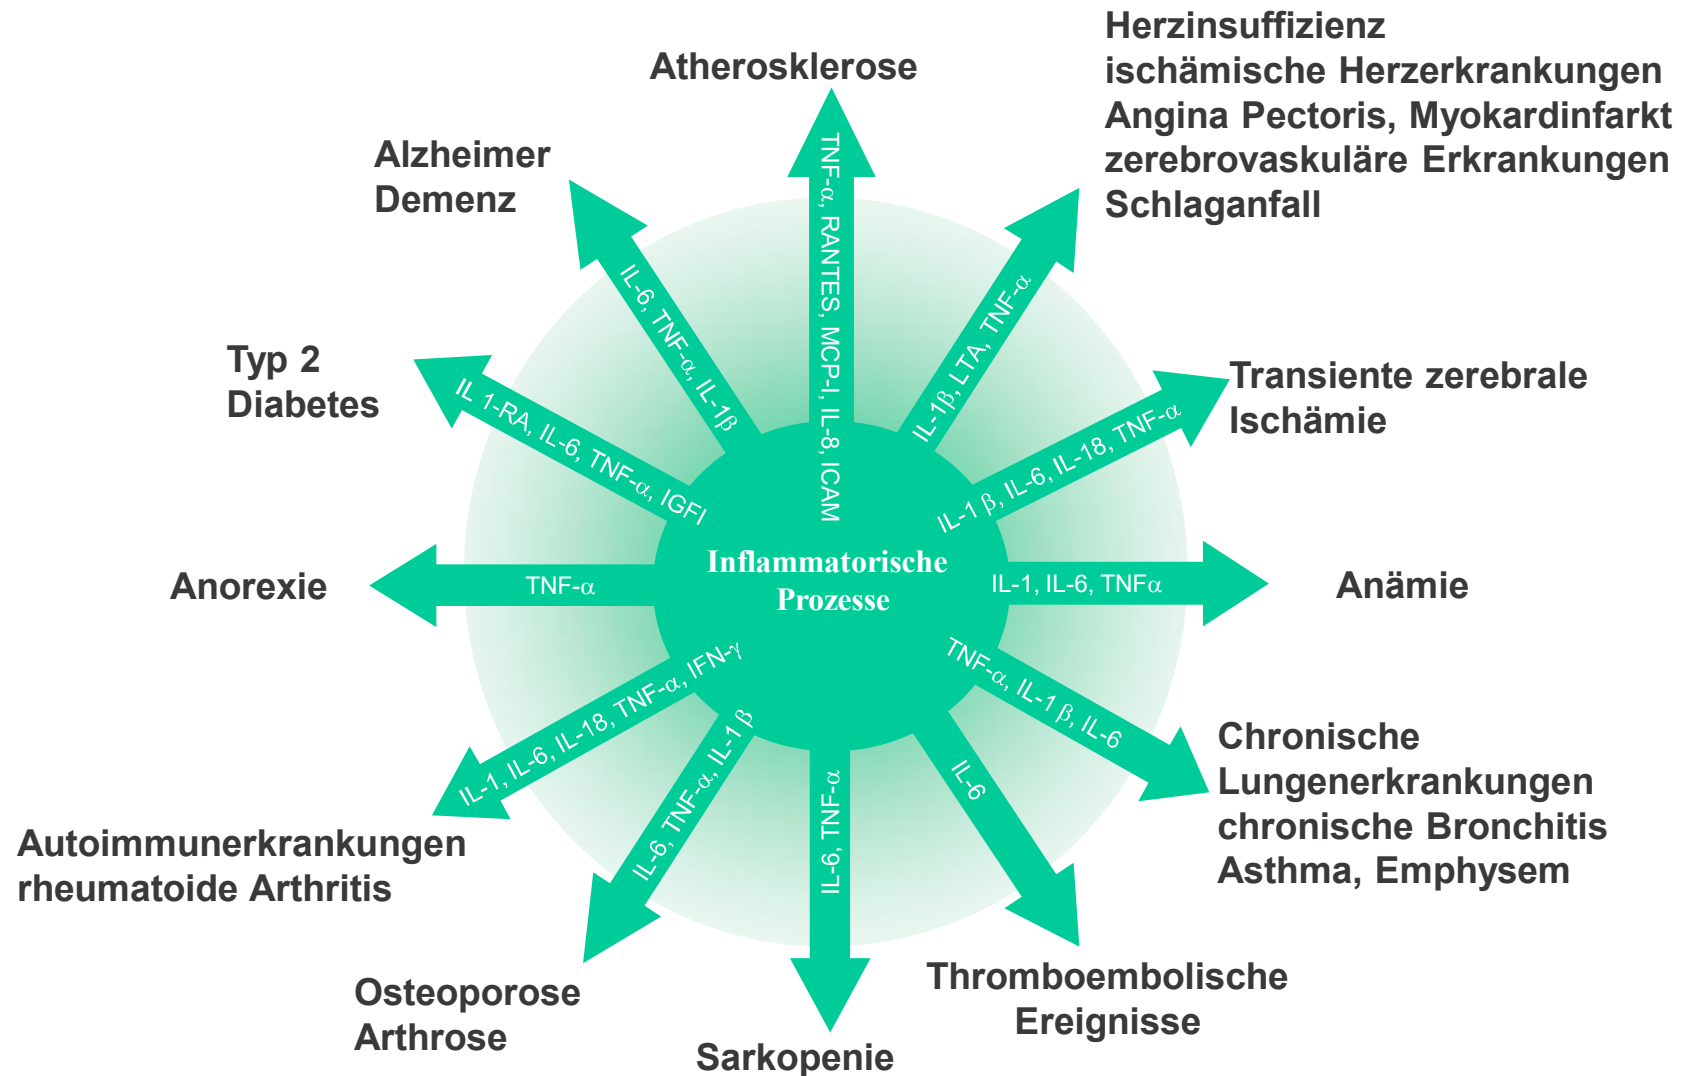 Atherosklerose
Herzinsuffizienz
ischämische Herzerkrankungen
Angina Pectoris, Myokardinfarkt
zerebrovaskuläre Erkrankungen
Schlaganfall
Alzheimer
Demenz
TNF-α, RANTES, MCP-I, IL-8, ICAM
IL-6, TNF-α, IL-1β
IL-1β, LTA, TNF-α
Typ 2
Diabetes
IL 1-RA, IL-6, TNF-α, IGFI
IL-1 β, IL-6, IL-18, TNF-α
Transiente zerebrale
Ischämie
Anorexie
TNF-α
Inflammatorische
Prozesse
IL-1, IL-6, TNFα
Anämie
IL-1, IL-6, IL-18, TNF-α, IFN-γ
TNF-α, IL-1 β, IL-6
Chronische
Lungenerkrankungen
chronische Bronchitis
Asthma, Emphysem
Autoimmunerkrankungen
rheumatoide Arthritis
IL-6, TNF-α, IL-1 β
IL-6, TNF-α
IL-6
Osteoporose
Arthrose
Sarkopenie
Thromboembolische
Ereignisse